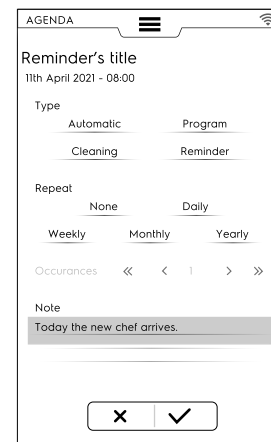 AGENDA
Reminder's title
11th April 2021 - 08:00
Type
Automatic Program
Cleaning Reminder
Repeat
None Daily
Weekly Monthly Yearly
Occurances « < 1 > »
Note
Today the new chef arrives.